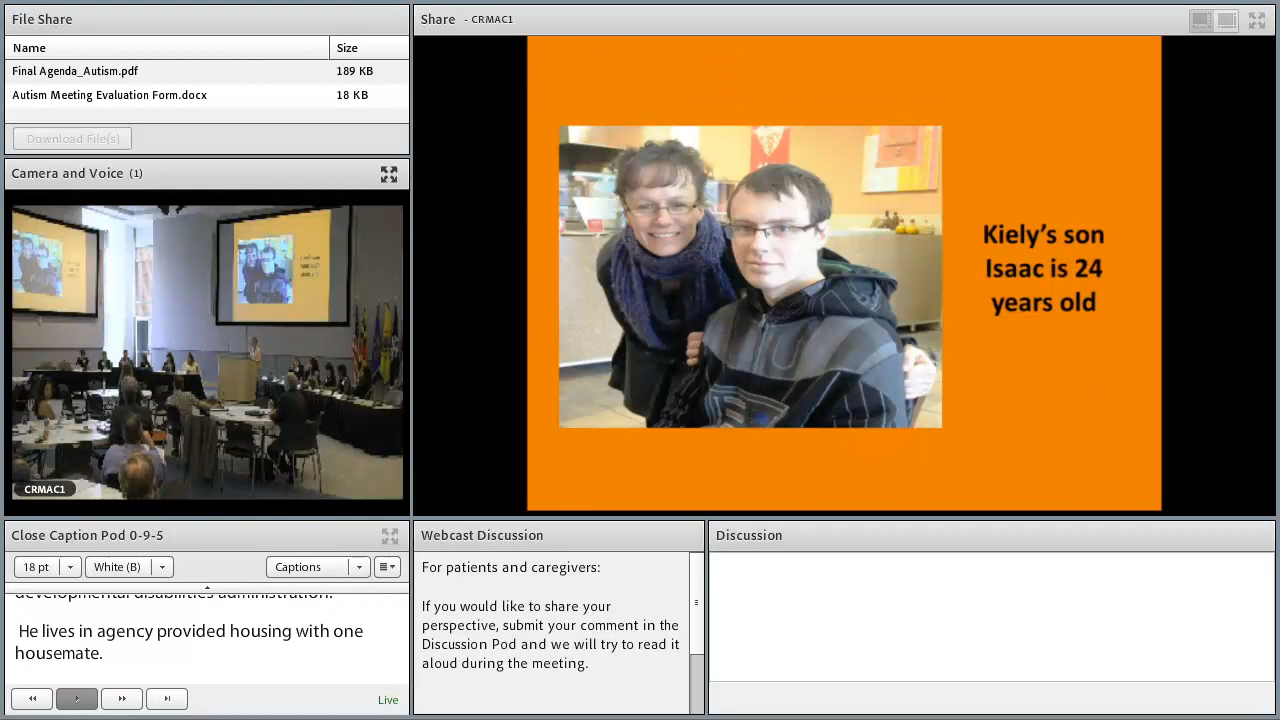 File Share
Name Size
Final Agenda_Autism.pdf 189 KB
Autism Meeting Evaluation Form.docx 18 KB
Download File(s)
Camera and Voice (1)
CRMAC1
Close Caption Pod 0-9-5
18 pt White (B) Captions
developmental disabilities administration.
He lives in agency provided housing with one
housemate.
Live
Share - CRMAC1
Kiely’s son
Isaac is 24
years old
Webcast Discussion
For patients and caregivers:
If you would like to share your
perspective, submit your comment in the
Discussion Pod and we will try to read it
aloud during the meeting.
Discussion